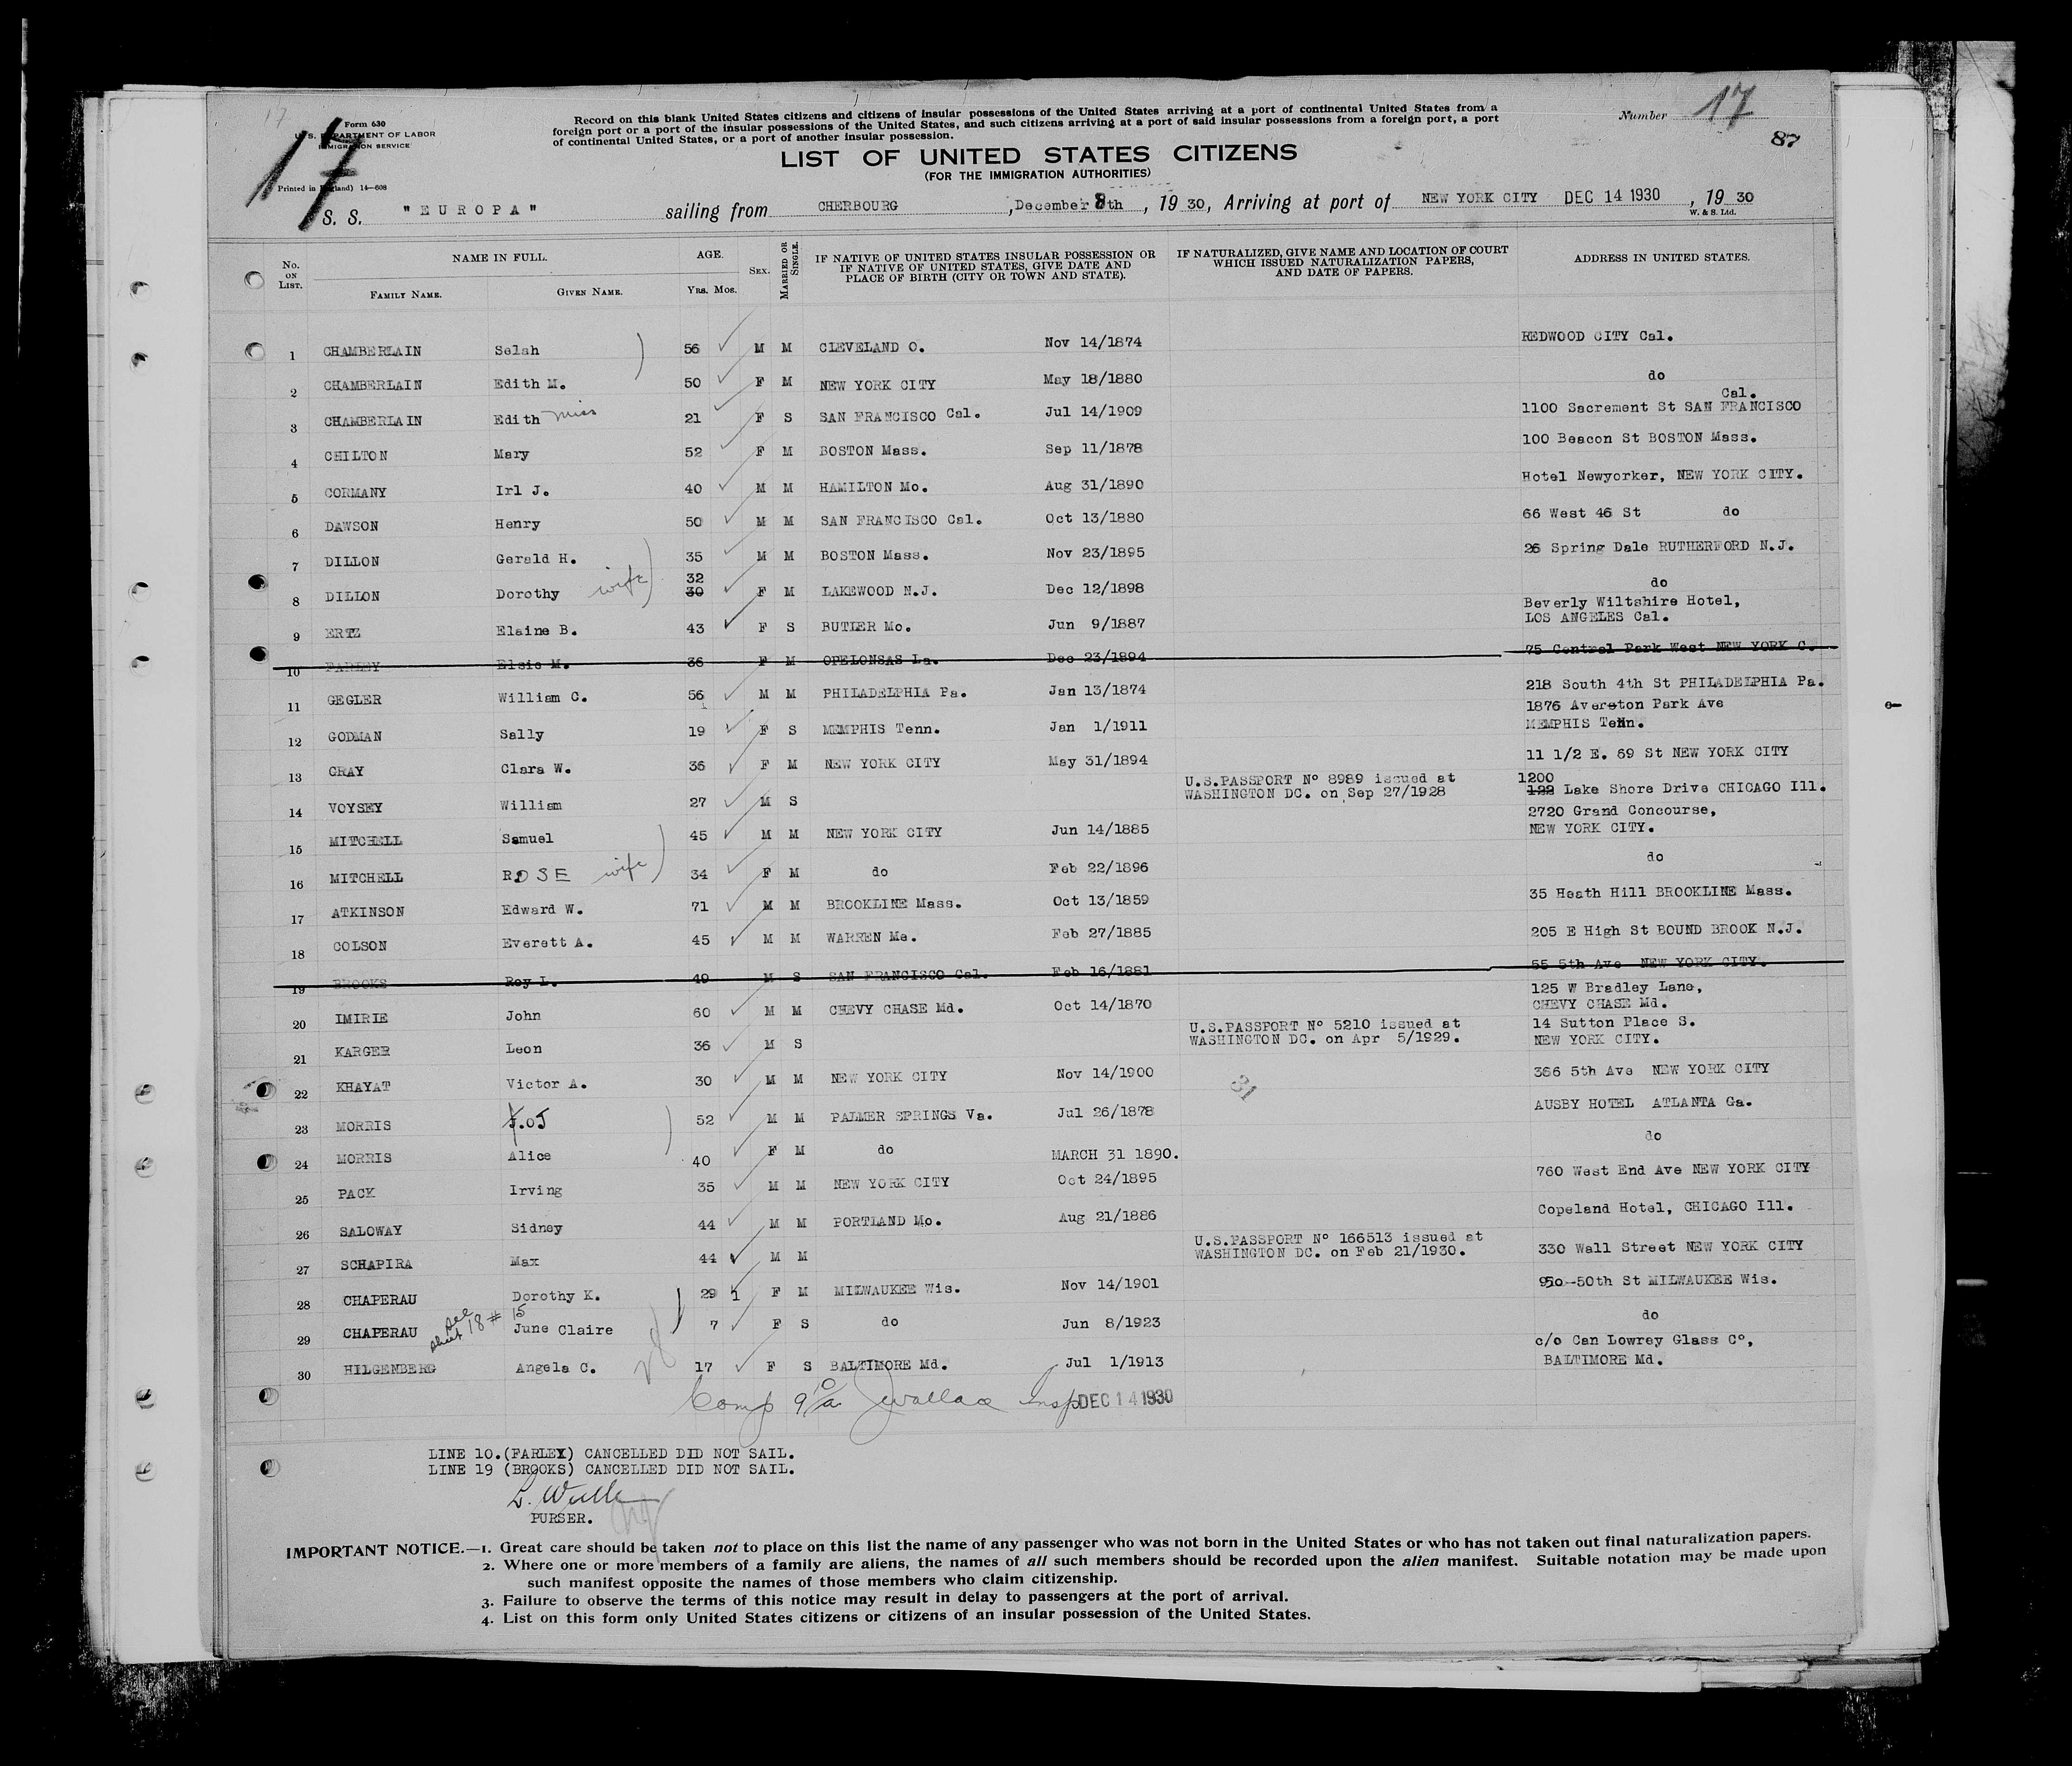 17
Form 630
U. S. DEPARTMENT OF LABOR
IMMIGRATION SERVICE
Printed in England) 14—608
17
Record on this blank United States citizens and citizens of insular possessions of the United States arriving at a port of continental United States from a
foreign port or a port of the insular possessions of the United States, and such citizens arriving at a port of said insular possessions from a foreign port, a port
of continental United States, or a port of another insular possession.
Number 17
87
LIST OF UNITED STATES CITIZENS
(FOR THE IMMIGRATION AUTHORITIES)
S. S. "EUROPA" sailing from CHERBOURG, December 8th, 1930, Arriving at port of NEW YORK CITY DEC 14 1930, 1930
W. & S. Ltd.
No. ON LIST. NAME IN FULL. FAMILY NAME. GIVEN NAME. AGE. YRS. MOS. SEX. MARRIED OR SINGLE. IF NATIVE OF UNITED STATES INSULAR POSSESSION OR IF NATIVE OF UNITED STATES, GIVE DATE AND PLACE OF BIRTH (CITY OR TOWN AND STATE). IF NATURALIZED, GIVE NAME AND LOCATION OF COURT WHICH ISSUED NATURALIZATION PAPERS, AND DATE OF PAPERS. ADDRESS IN UNITED STATES.
1 CHAMBERLAIN Selah 56 M M CLEVELAND O. Nov 14/1874 REDWOOD CITY Cal.
2 CHAMBERLAIN Edith M. 50 F M NEW YORK CITY May 18/1880 do
3 CHAMBERLAIN Edith miss 21 F S SAN FRANCISCO Cal. Jul 14/1909 1100 Sacrement St SAN FRANCISCO Cal.
4 CHILTON Mary 52 F M BOSTON Mass. Sep 11/1878 100 Beacon St BOSTON Mass.
5 CORMANY Irl J. 40 M M HAMILTON Mo. Aug 31/1890 Hotel Newyorker, NEW YORK CITY.
6 DAWSON Henry 50 M M SAN FRANCISCO Cal. Oct 13/1880 66 West 46 St do
7 DILLON Gerald H. 35 M M BOSTON Mass. Nov 23/1895 26 Spring Dale RUTHERFORD N.J.
8 DILLON Dorothy wife 32 30 F M LAKEWOOD N.J. Dec 12/1898 do
9 ERTZ Elaine B. 43 F S BUTLER Mo. Jun 9/1887 Beverly Wiltshire Hotel, LOS ANGELES Cal.
10 FARLEY Elsie M. 36 F M OPELONSAS La. Dec 23/1894 75 Central Park West NEW YORK C.
11 GEGLER William C. 56 M M PHILADELPHIA Pa. Jan 13/1874 218 South 4th St PHILADELPHIA Pa.
12 GODMAN Sally 19 F S MEMPHIS Tenn. Jan 1/1911 1876 Averston Park Ave MEMPHIS Tenn.
13 GRAY Clara W. 36 F M NEW YORK CITY May 31/1894 11 1/2 E. 69 St NEW YORK CITY
14 VOYSEY William 27 M S U.S.PASSPORT N° 8989 issued at WASHINGTON DC. on Sep 27/1928 1200 122 Lake Shore Drive CHICAGO Ill.
15 MITCHELL Samuel 45 M M NEW YORK CITY Jun 14/1885 2720 Grand Concourse, NEW YORK CITY.
16 MITCHELL ROSE wife 34 F M do Feb 22/1896 do
17 ATKINSON Edward W. 71 M M BROOKLINE Mass. Oct 13/1859 35 Heath Hill BROOKLINE Mass.
18 COLSON Everett A. 45 M M WARREN Me. Feb 27/1885 205 E High St BOUND BROOK N.J.
19 BROOKS Roy L. 49 M S SAN FRANCISCO Cal. Feb 16/1881 55 5th Ave NEW YORK CITY.
20 IMIRIE John 60 M M CHEVY CHASE Md. Oct 14/1870 125 W Bradley Lane, CHEVY CHASE Md.
21 KARGER Leon 36 M S U.S.PASSPORT N° 5210 issued at WASHINGTON DC. on Apr 5/1929. 14 Sutton Place S. NEW YORK CITY.
22 KHAYAT Victor A. 30 M M NEW YORK CITY Nov 14/1900 31 366 5th Ave NEW YORK CITY
23 MORRIS J.OJ 52 M M PALMER SPRINGS Va. Jul 26/1878 AUSBY HOTEL ATLANTA Ga.
24 MORRIS Alice 40 F M do MARCH 31 1890. do
25 PACK Irving 35 M M NEW YORK CITY Oct 24/1895 760 West End Ave NEW YORK CITY
26 SALOWAY Sidney 44 M M PORTLAND Mo. Aug 21/1886 Copeland Hotel, CHICAGO Ill.
27 SCHAPIRA Max 44 M M U.S.PASSPORT N° 166513 issued at WASHINGTON DC. on Feb 21/1930. 330 Wall Street NEW YORK CITY
28 CHAPERAU Dorothy K. 29 1 F M MILWAUKEE Wis. Nov 14/1901 950-50th St MILWAUKEE Wis.
29 CHAPERAU see sheet 18 # 15 June Claire 7 F S do Jun 8/1923 do
30 HILGENBERG Angela C. 17 F S BALTIMORE Md. Jul 1/1913 c/o Can Lowrey Glass C°, BALTIMORE Md.
Comp Wallace Insp DEC 14 1930
LINE 10.(FARLEY) CANCELLED DID NOT SAIL.
LINE 19 (BROOKS) CANCELLED DID NOT SAIL.
PURSER.
IMPORTANT NOTICE.—1. Great care should be taken not to place on this list the name of any passenger who was not born in the United States or who has not taken out final naturalization papers.
2. Where one or more members of a family are aliens, the names of all such members should be recorded upon the alien manifest. Suitable notation may be made upon
such manifest opposite the names of those members who claim citizenship.
3. Failure to observe the terms of this notice may result in delay to passengers at the port of arrival.
4. List on this form only United States citizens or citizens of an insular possession of the United States.